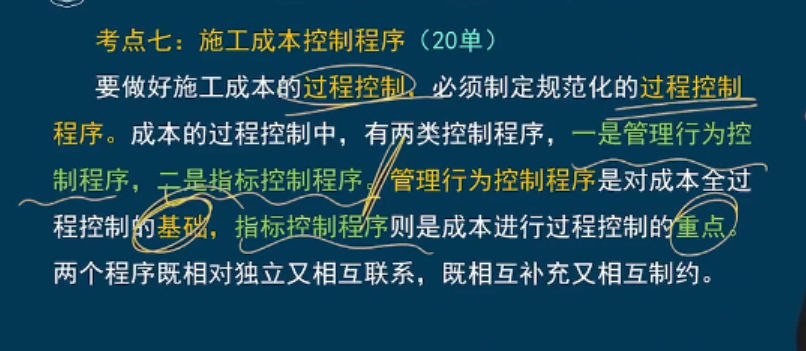 考点七：施工成本控制程序（20单）
要做好施工成本的过程控制，必须制定规范化的过程控制
程序。成本的过程控制中，有两类控制程序，一是管理行为控
制程序，二是指标控制程序。管理行为控制程序是对成本全过
程控制的基础，指标控制程序则是成本进行过程控制的重点。
两个程序既相对独立又相互联系，既相互补充又相互制约。